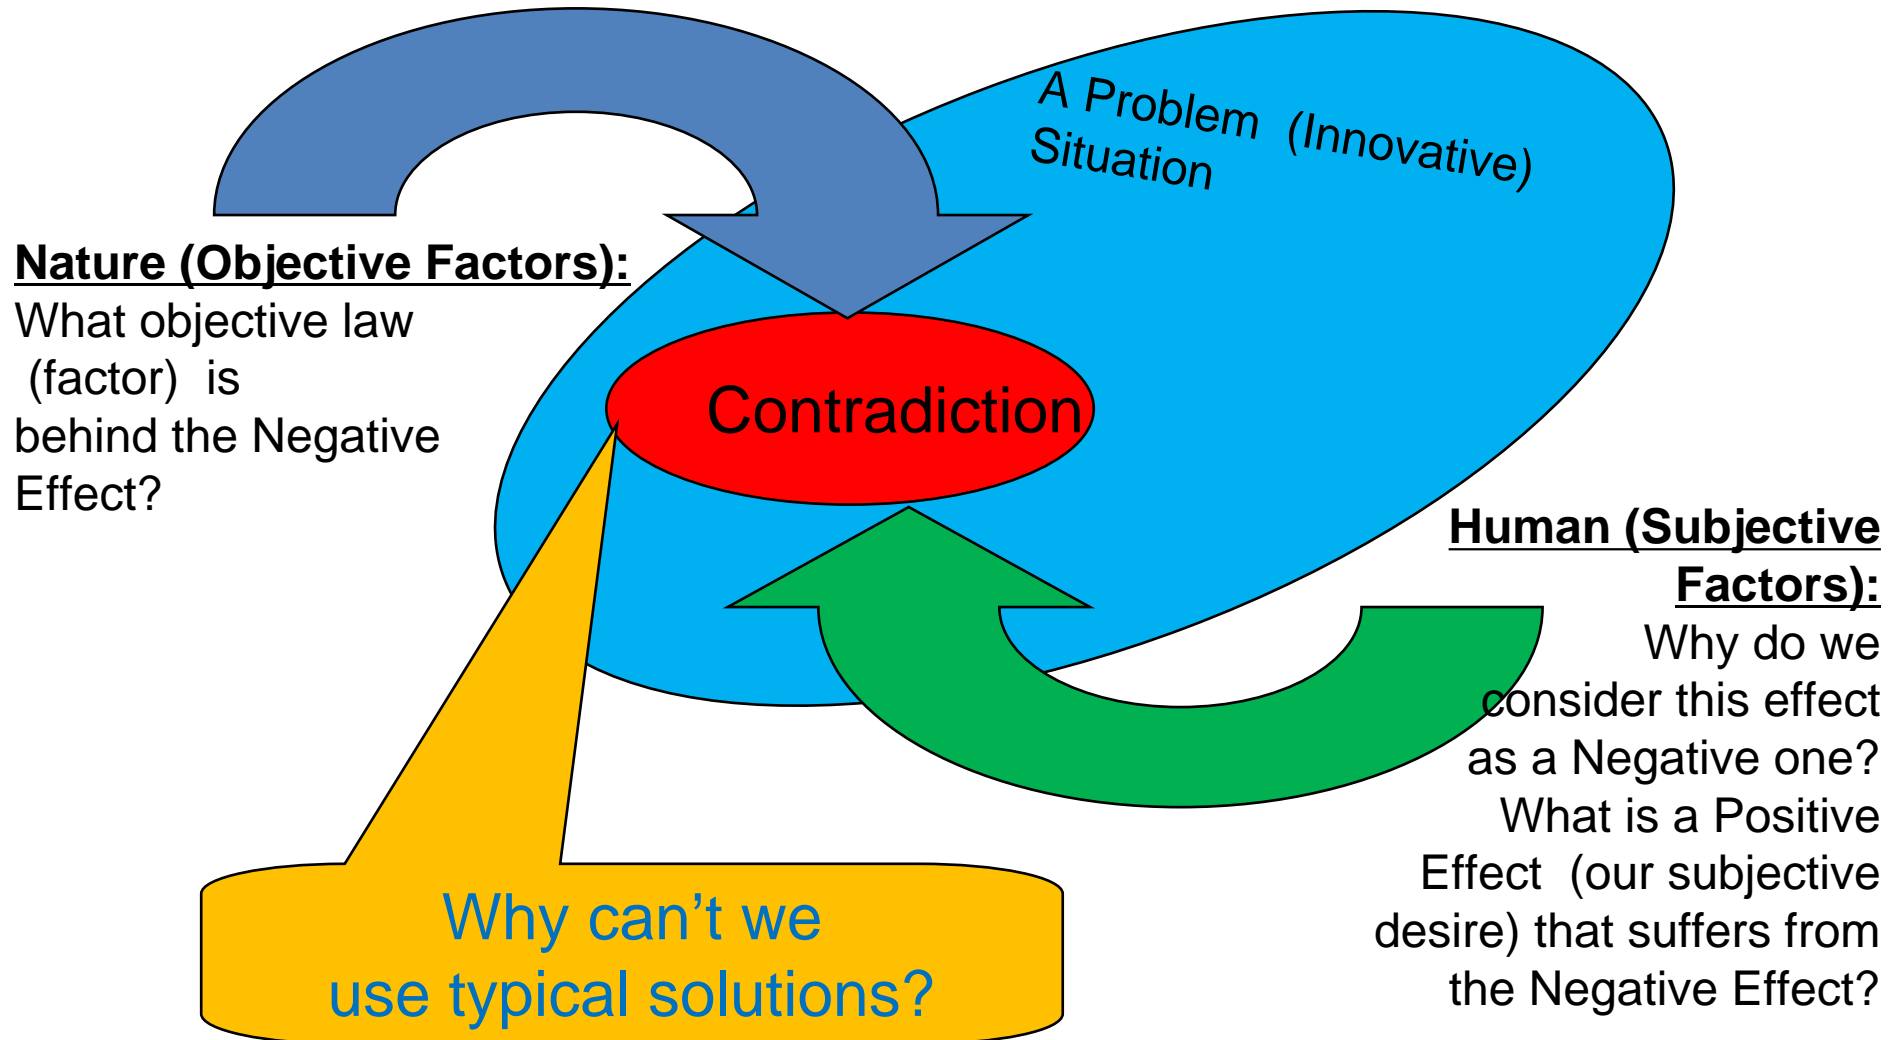 A Problem (Innovative)
Situation
Nature (Objective Factors):
What objective law
(factor) is
behind the Negative
Effect?
Contradiction
Human (Subjective
Factors):
Why do we
consider this effect
as a Negative one?
What is a Positive
Effect (our subjective
desire) that suffers from
the Negative Effect?
Why can’t we
use typical solutions?